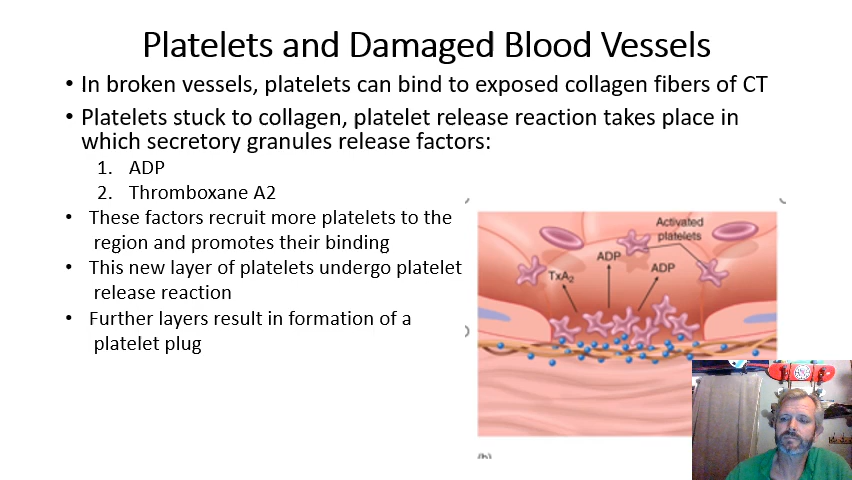 Platelets and Damaged Blood Vessels
• In broken vessels, platelets can bind to exposed collagen fibers of CT
• Platelets stuck to collagen, platelet release reaction takes place in
which secretory granules release factors:
1. ADP
2. Thromboxane A2
• These factors recruit more platelets to the
region and promotes their binding
• This new layer of platelets undergo platelet
release reaction
• Further layers result in formation of a
platelet plug
Activated
platelets
ADP
TxA2
ADP
(b)